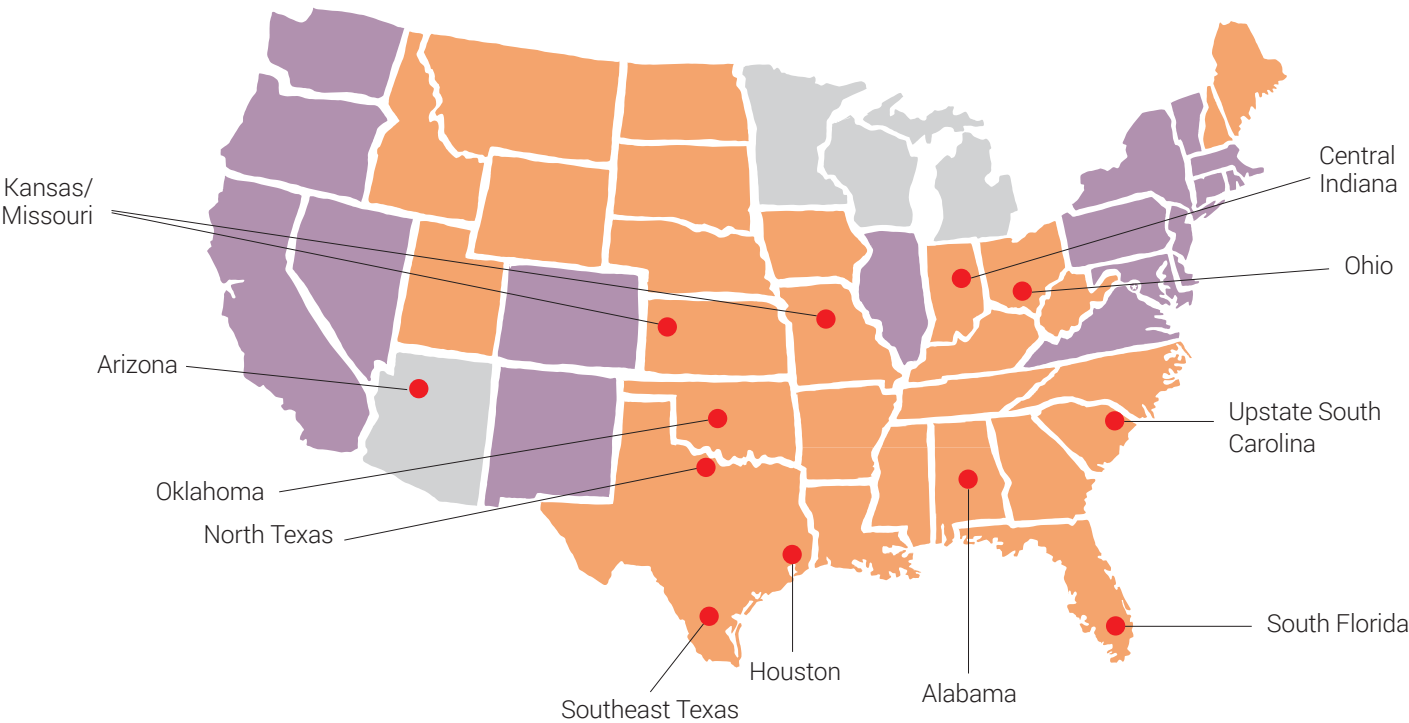 Central
Indiana
Kansas/
Missouri
Ohio
Arizona
Upstate South
Carolina
Oklahoma
North Texas
South Florida
Houston
Alabama
Southeast Texas